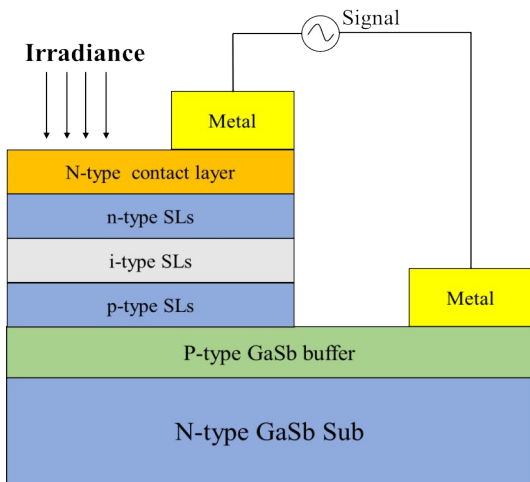 Signal
Irradiance
Metal
N-type contact layer
n-type SLs
i-type SLs
p-type SLs
Metal
P-type GaSb buffer
N-type GaSb Sub